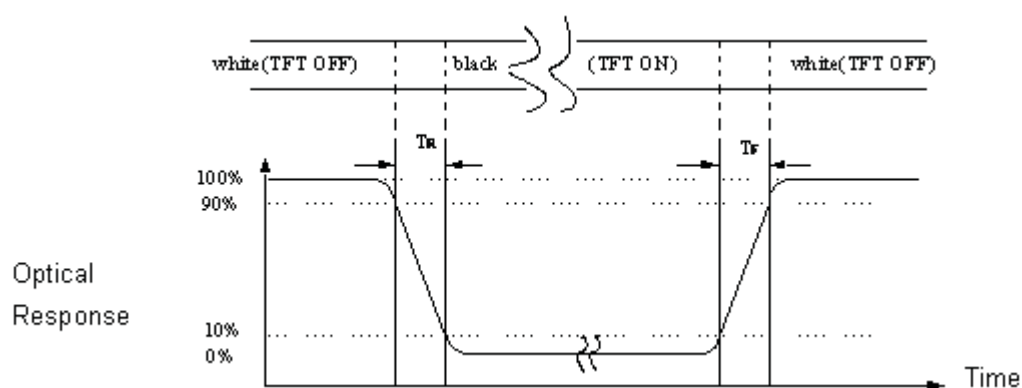 white(TFT OFF) black (TFT ON) white(TFT OFF)
TR TF
100%
90%
Optical
Response
10%
0%
Time